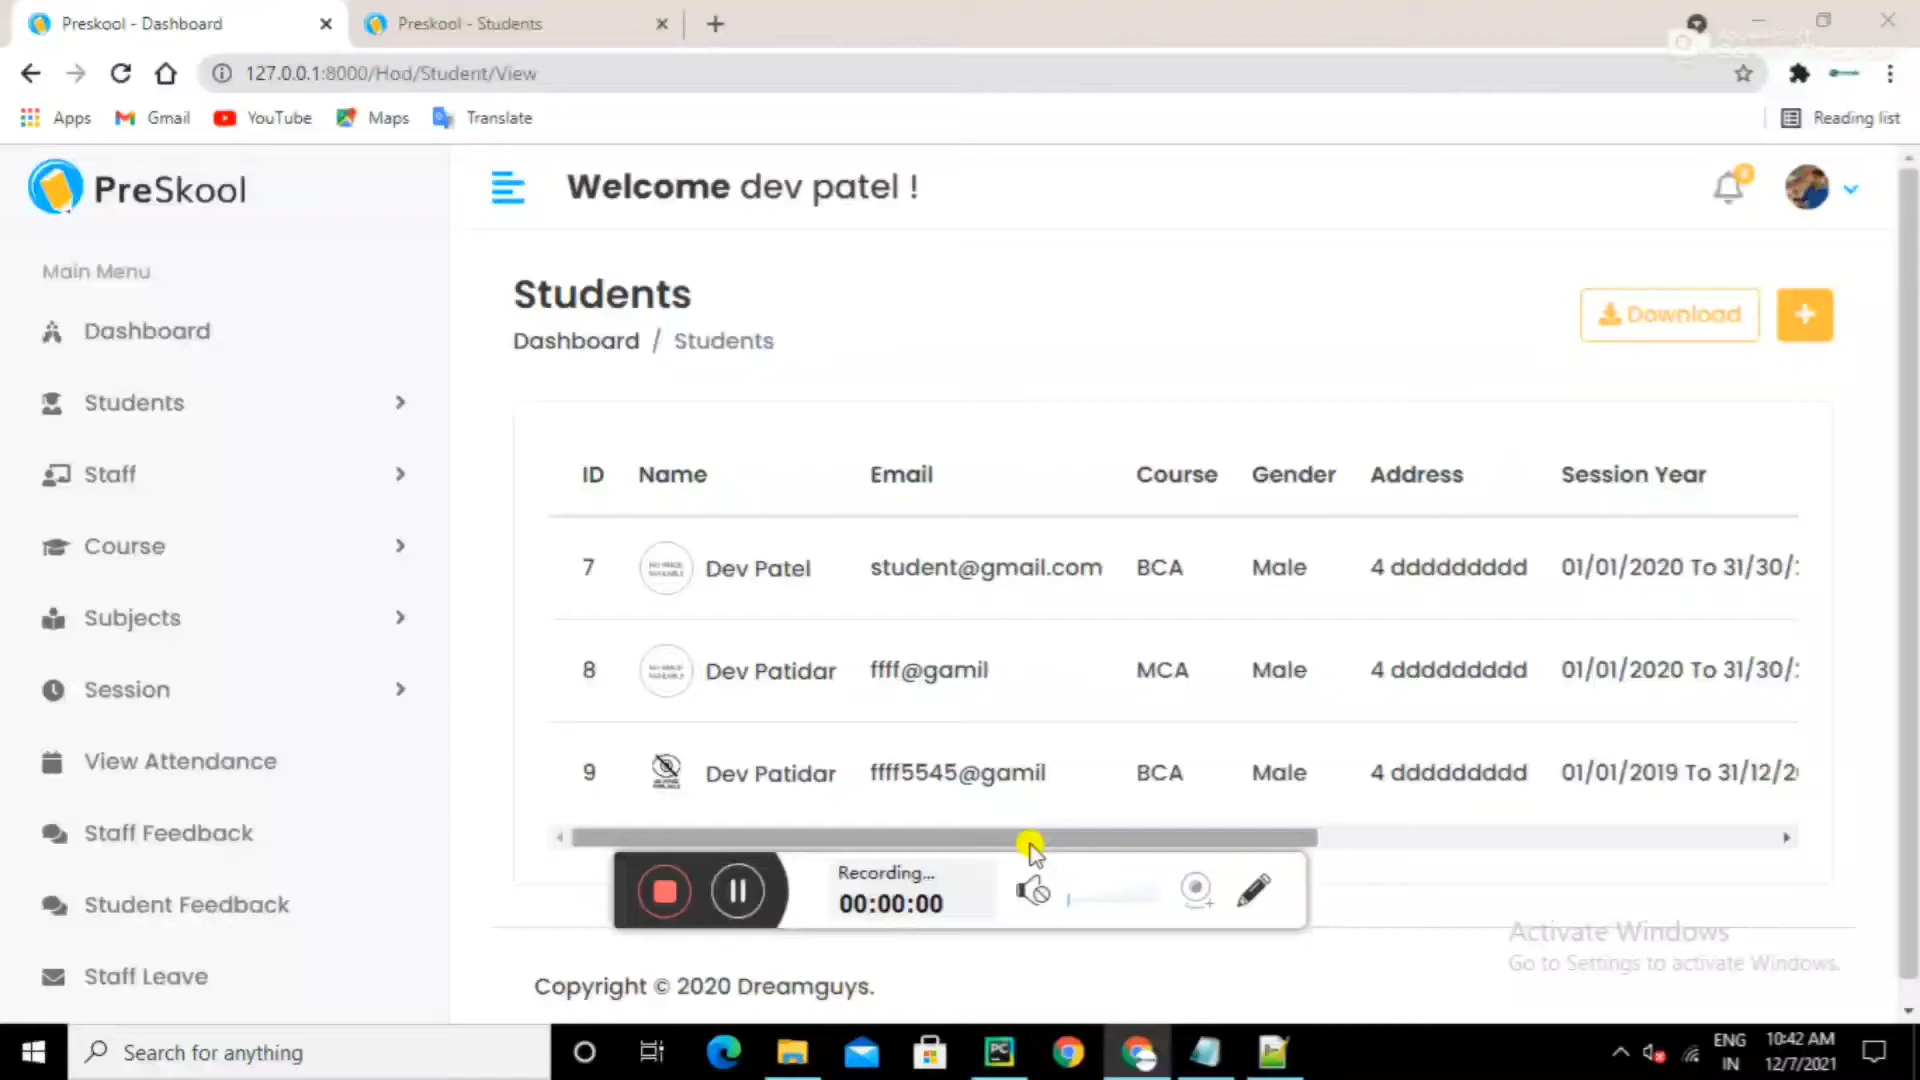 Preskool - Dashboard
Preskool - Students
127.0.0.1:8000/Hod/Student/View
Apps
Gmail
YouTube
Maps
Translate
Reading list
PreSkool
Welcome dev patel !
Main Menu
Dashboard
Students
Staff
Course
Subjects
Session
View Attendance
Staff Feedback
Student Feedback
Staff Leave
Students
Dashboard / Students
Download
+
ID Name Email Course Gender Address Session Year
7 Dev Patel student@gmail.com BCA Male 4 ddddddddd 01/01/2020 To 31/30/:
8 Dev Patidar ffff@gamil MCA Male 4 ddddddddd 01/01/2020 To 31/30/:
9 Dev Patidar ffff5545@gamil BCA Male 4 ddddddddd 01/01/2019 To 31/12/20
Recording...
00:00:00
Activate Windows
Go to Settings to activate Windows.
Copyright © 2020 Dreamguys.
Search for anything
PC
ENG
IN
10:42 AM
12/7/2021